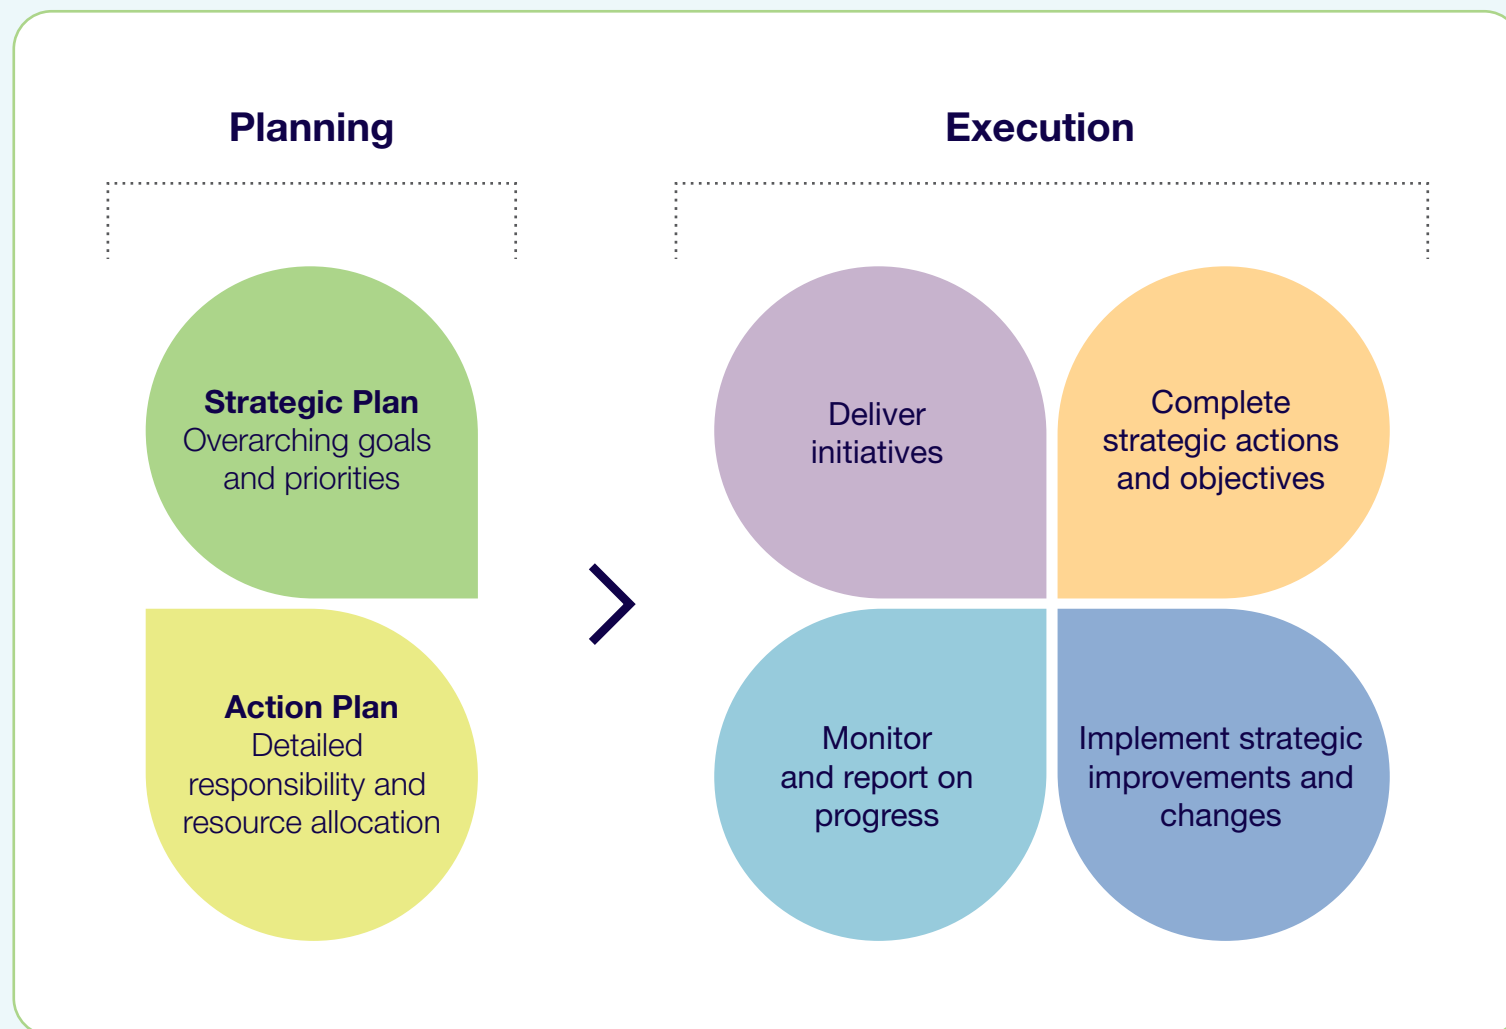 Planning
Strategic Plan
Overarching goals
and priorities
Action Plan
Detailed
responsibility and
resource allocation
Execution
Deliver
initiatives
Complete
strategic actions
and objectives
Monitor
and report on
progress
Implement strategic
improvements and
changes